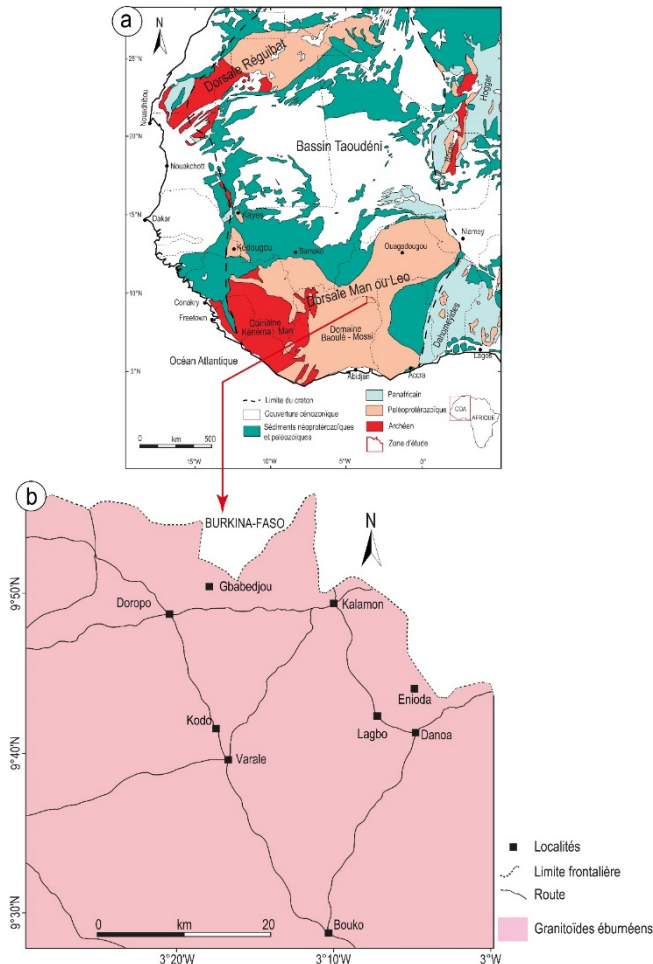 a
N
25°N
20°N
15°N
10°N
5°N
Dorsale Réguibat
Hoggar
Nouadhibou
Bassin Taoudéni
Nouakchott
Dakar
Kayes
Niamey
Kédougou
Bamako
Ouagadougou
Dorsale Man ou Leo
Conakry
Freetown
Domaine
Kénéma - Man
Domaine
Baoulé - Mossi
Dahomeyides
Océan Atlantique
Abidjan
Accra
Lagos
Limite du craton
Couverture pénozonique
Sédiments néoprotérozoïques
et paléozoïques
Panafricain
Paléoprotérozoïque
Archéen
Zone d'étude
COA
AFRIQUE
0 km 500
15°W 10°W 5°W 0°
b
BURKINA-FASO
N
9°50'N
9°40'N
9°30'N
Gbabedjou
Doropo
Kalamon
Enioda
Kodo
Lagbo
Danoa
Varale
Bouko
0 km 20
3°20'W 3°10'W 3°W
Localités
Limite frontalière
Route
Granitoïdes éburnéens